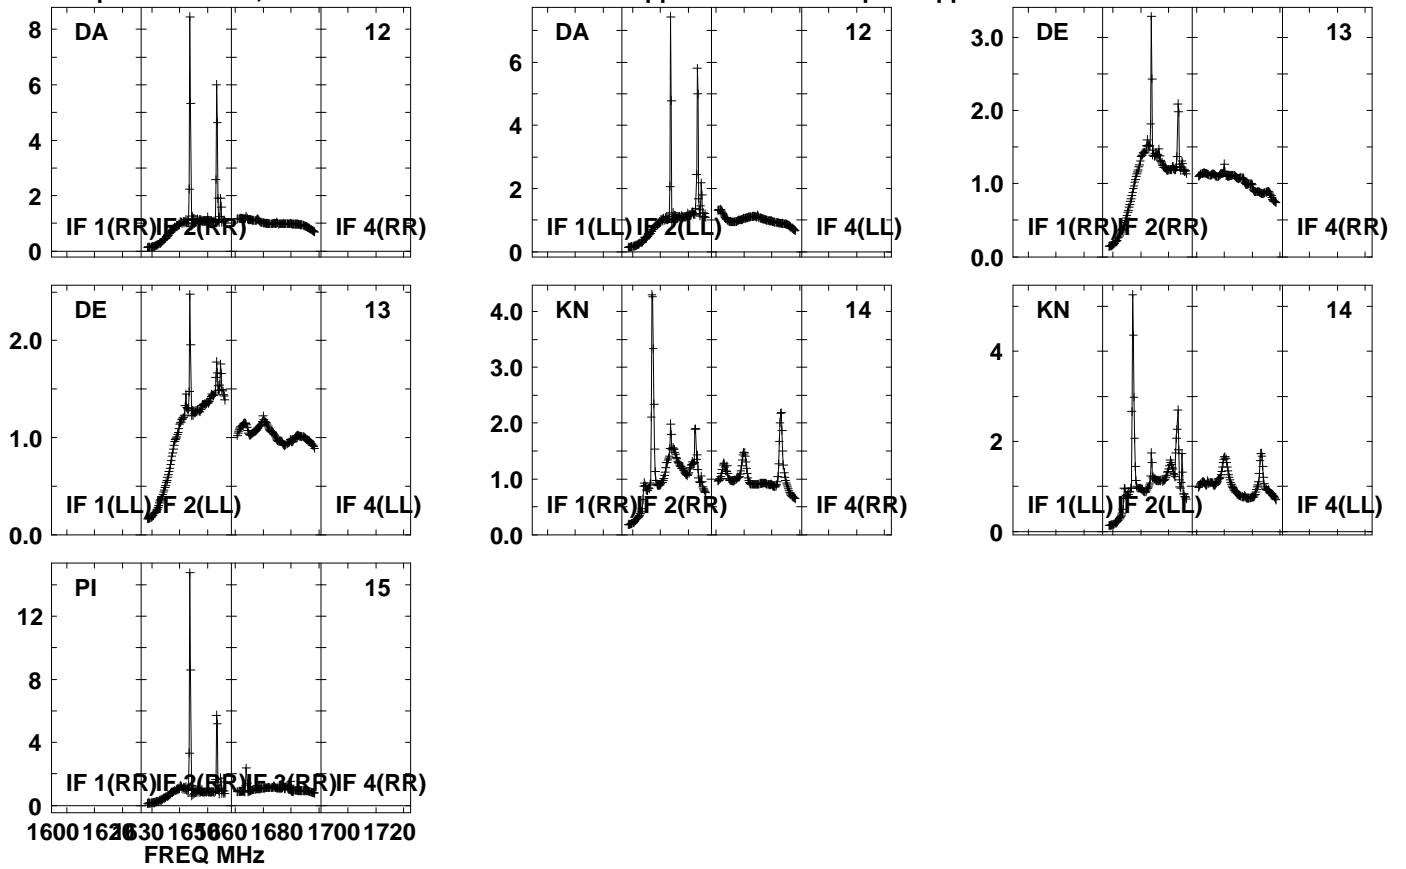 DA 12
8
6
4
2
0
IF 1(RR) IF 2(RR) IF 4(RR)
DA 12
6
4
2
0
IF 1(LL) IF 2(LL) IF 4(LL)
DE 13
3.0
2.0
1.0
0.0
IF 1(RR) IF 2(RR) IF 4(RR)
DE 13
2.0
1.0
0.0
IF 1(LL) IF 2(LL) IF 4(LL)
KN 14
4.0
3.0
2.0
1.0
0.0
IF 1(RR) IF 2(RR) IF 4(RR)
KN 14
4
2
0
IF 1(LL) IF 2(LL) IF 4(LL)
PI 15
12
8
4
0
IF 1(RR) IF 2(RR) IF 3(RR) IF 4(RR)
1600 1680 1700 1720
FREQ MHz